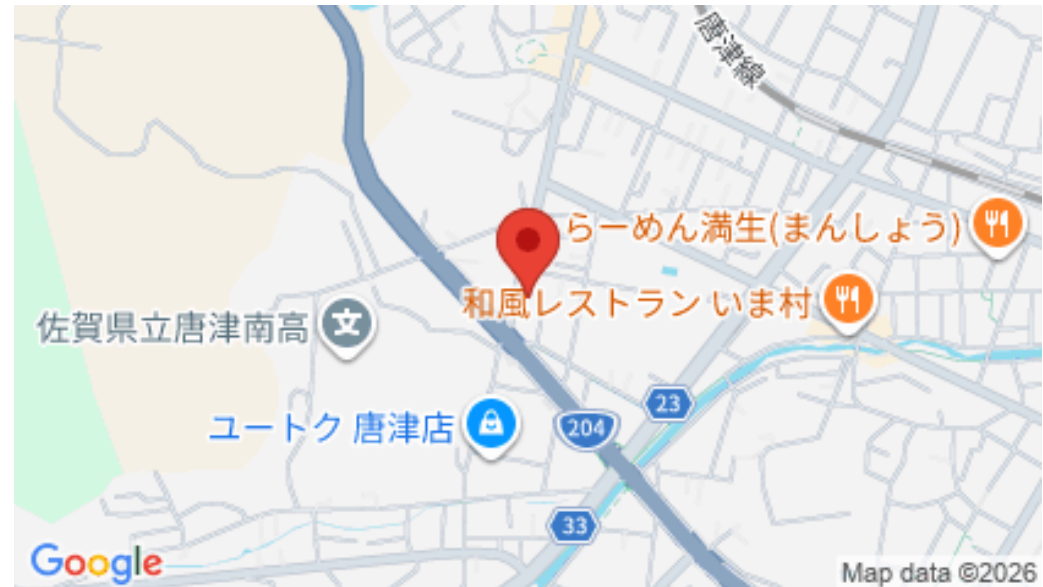 唐津線
らーめん満生(まんしょう)
和風レストラン いま村
佐賀県立唐津南高
文
23
ユートク 唐津店
204
33
Google
Map data ©2026